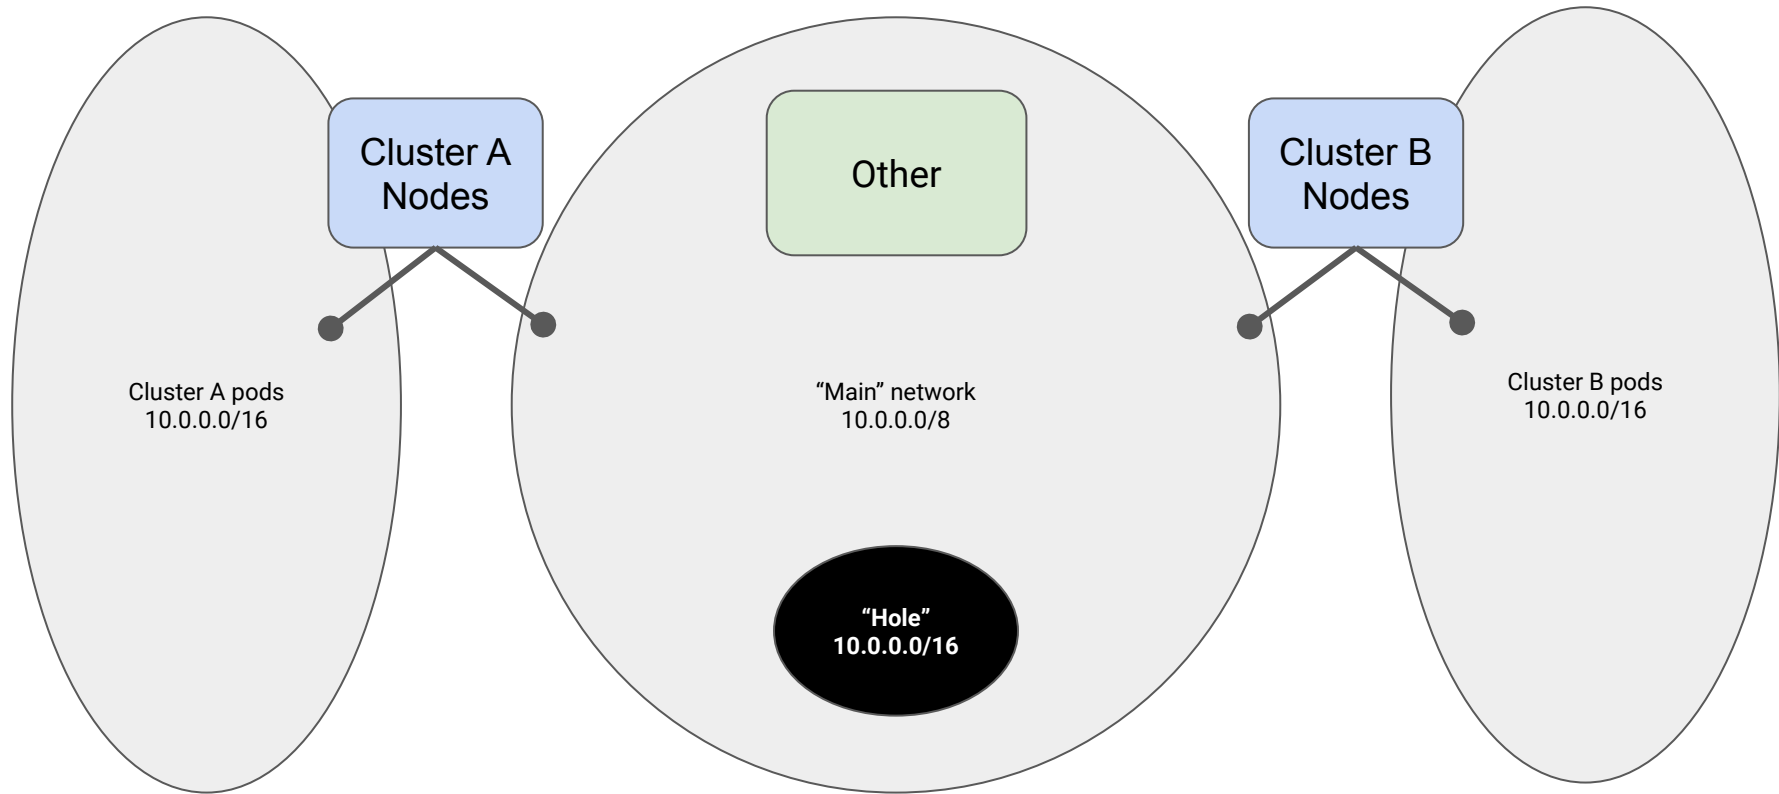 Cluster A
Nodes
Other
Cluster B
Nodes
Cluster A pods
10.0.0.0/16
“Main” network
10.0.0.0/8
Cluster B pods
10.0.0.0/16
“Hole”
10.0.0.0/16